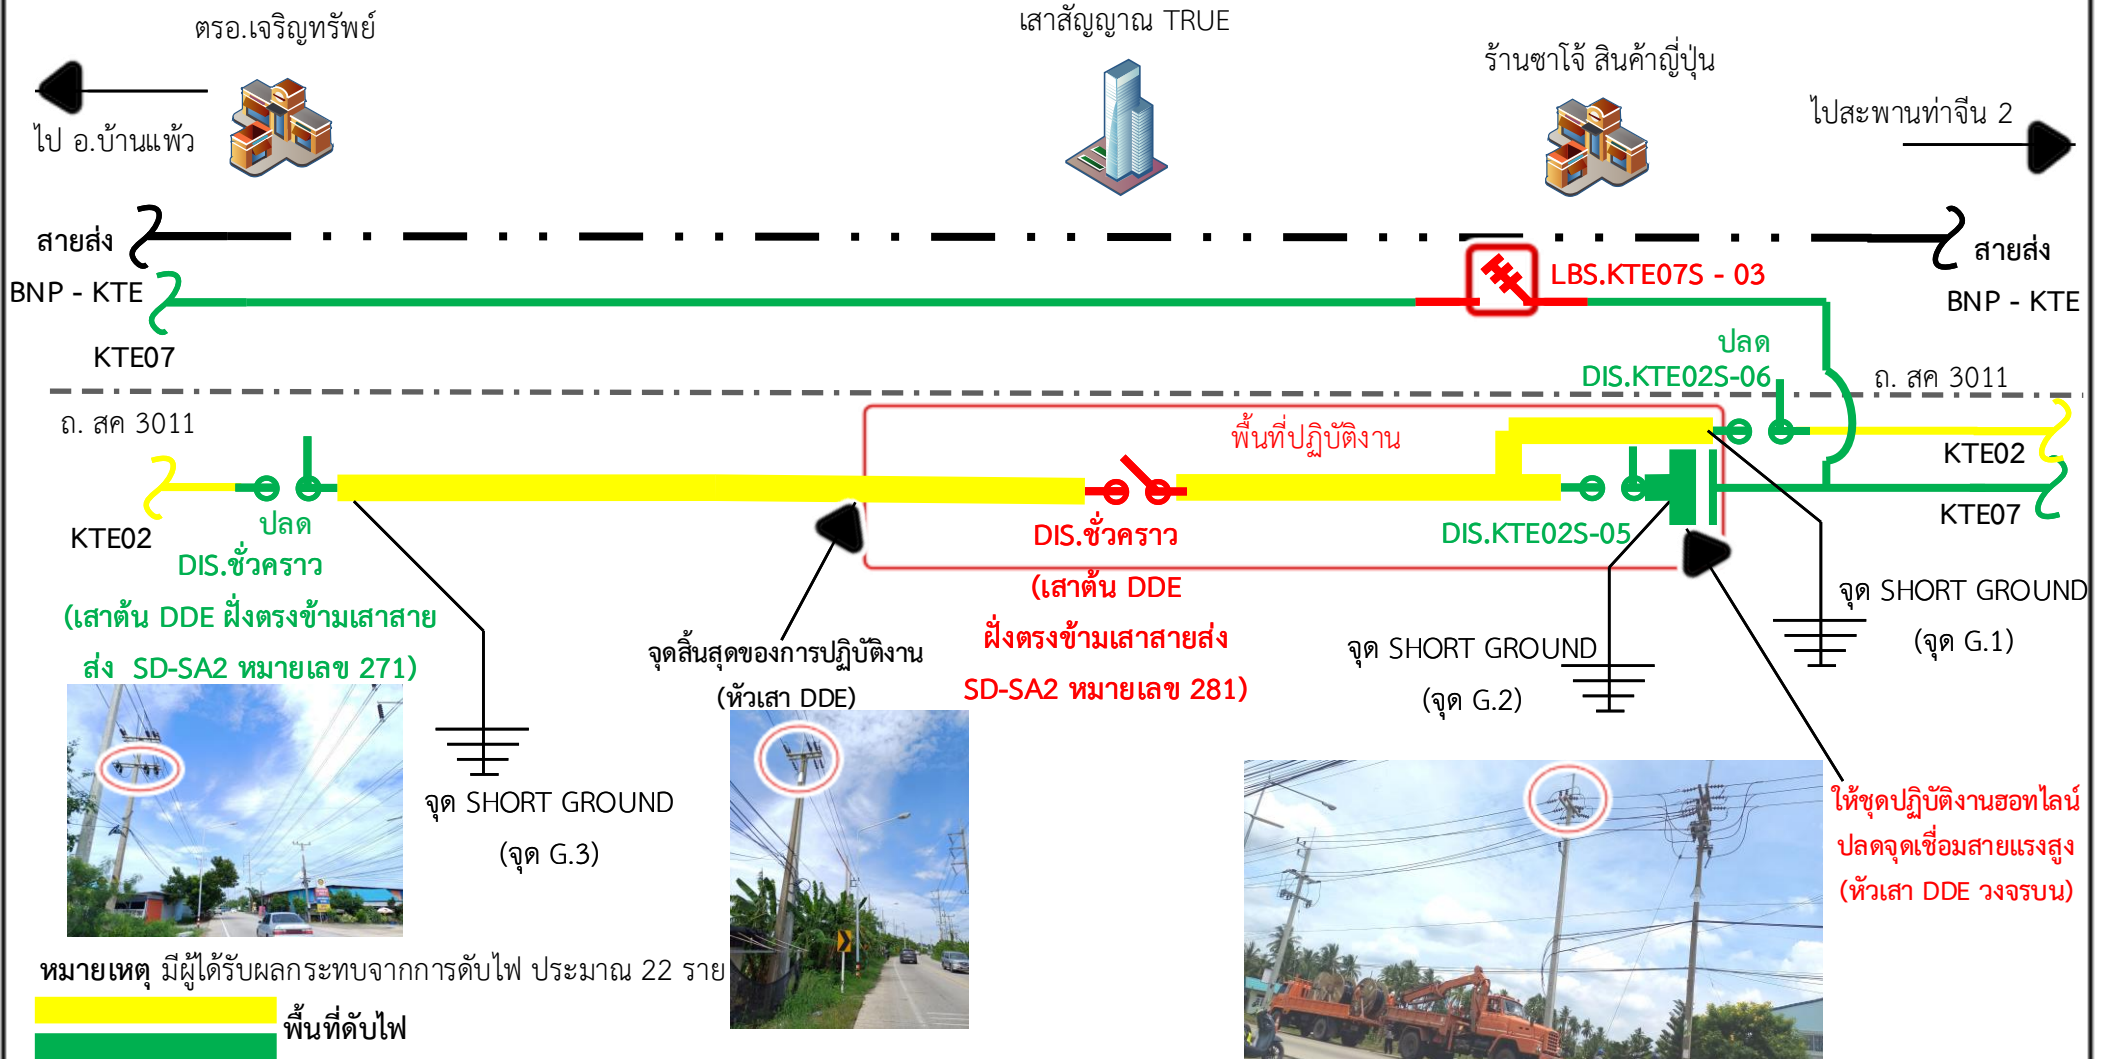 ตรอ.เจริญทรัพย์
เสาสัญญาณ TRUE
ร้านซาโจ้ สินค้าญี่ปุ่น
ไป อ.บ้านแพ้ว
ไปสะพานท่าจีน 2
สายส่ง
BNP - KTE
สายส่ง
BNP - KTE
LBS.KTE07S - 03
KTE07
ปลด
DIS.KTE02S-06
ถ. สค 3011
ถ. สค 3011
พื้นที่ปฏิบัติงาน
KTE02
KTE07
KTE02
ปลด
DIS.ชั่วคราว
(เสาต้น DDE ฝั่งตรงข้ามเสาสาย
ส่ง SD-SA2 หมายเลข 271)
DIS.ชั่วคราว
(เสาต้น DDE
ฝั่งตรงข้ามเสาสายส่ง
SD-SA2 หมายเลข 281)
DIS.KTE02S-05
จุดสิ้นสุดของการปฏิบัติงาน
(หัวเสา DDE)
จุด SHORT GROUND
(จุด G.2)
จุด SHORT GROUND
(จุด G.1)
จุด SHORT GROUND
(จุด G.3)
ให้ชุดปฏิบัติงานฮอทไลน์
ปลดจุดเชื่อมสายแรงสูง
(หัวเสา DDE วงจรบน)
หมายเหตุ มีผู้ได้รับผลกระทบจากการดับไฟ ประมาณ 22 ราย
พื้นที่ดับไฟ